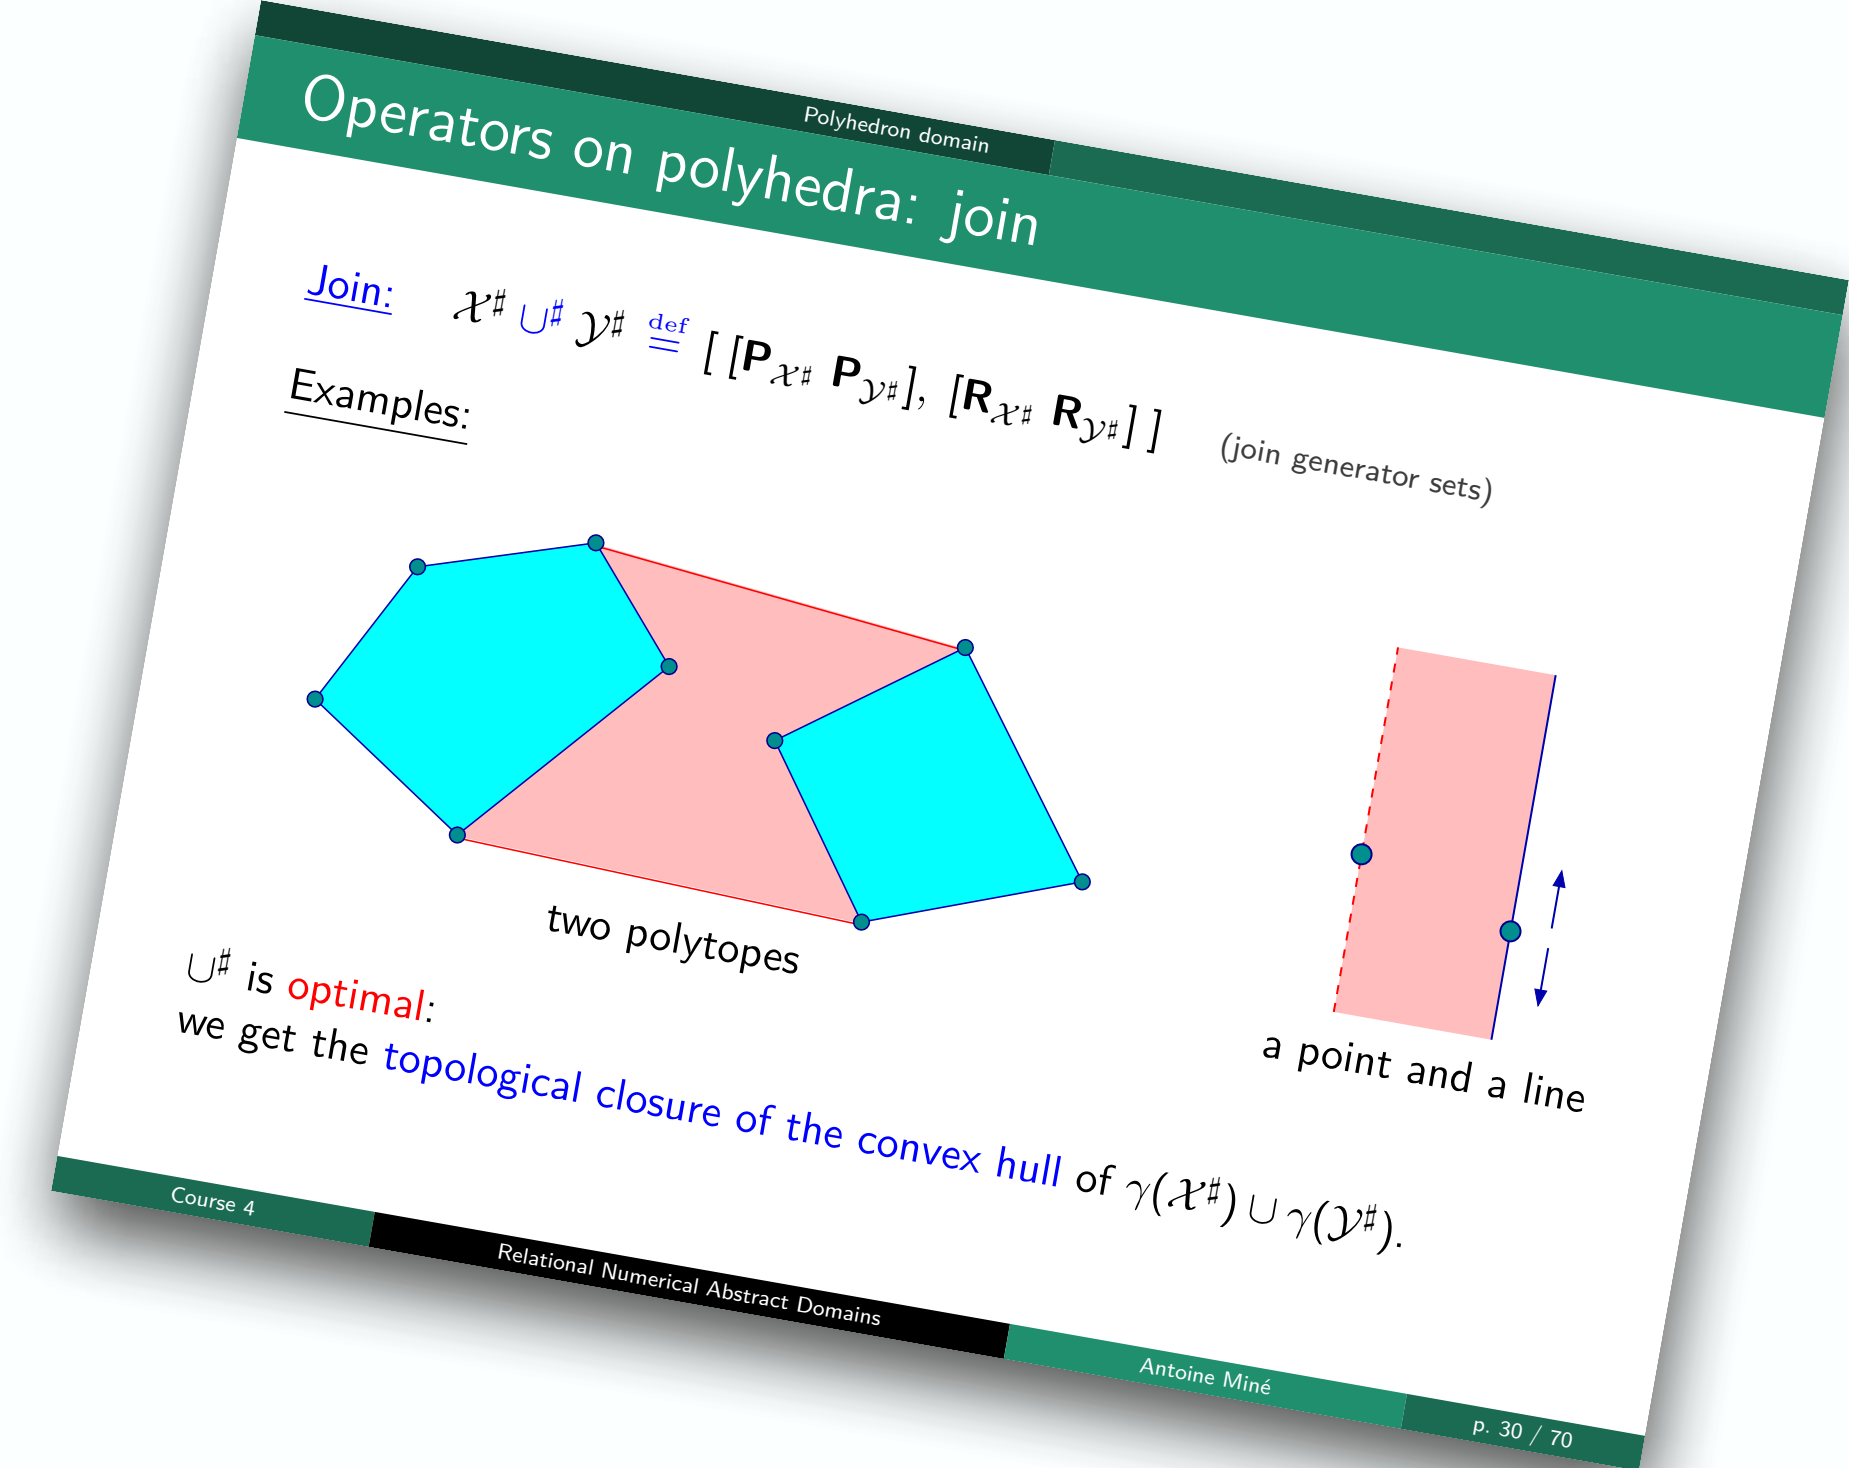 Polyhedron domain
Operators on polyhedra: join
Join: 𝒳♯ ∪♯ 𝒴♯ def= [ [P𝒳♯ P𝒴♯], [R𝒳♯ R𝒴♯] ] (join generator sets)
Examples:
two polytopes
a point and a line
∪♯ is optimal:
we get the topological closure of the convex hull of γ(𝒳♯) ∪ γ(𝒴♯).
Course 4
Relational Numerical Abstract Domains
Antoine Miné
p. 30 / 70